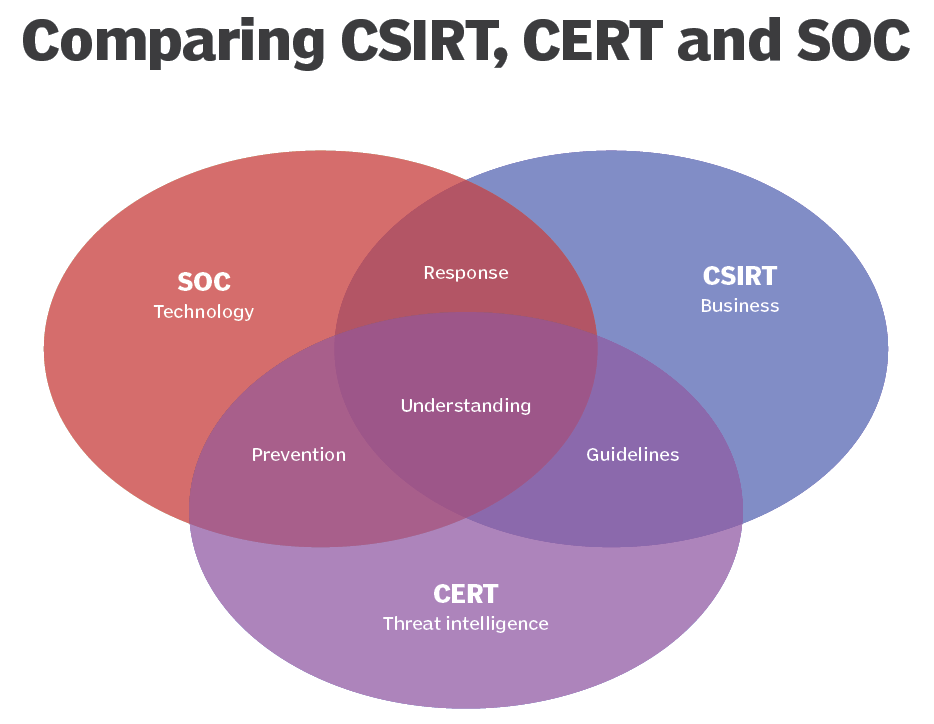 Comparing CSIRT, CERT and SOC
SOC
Technology
Response
CSIRT
Business
Understanding
Prevention
Guidelines
CERT
Threat intelligence